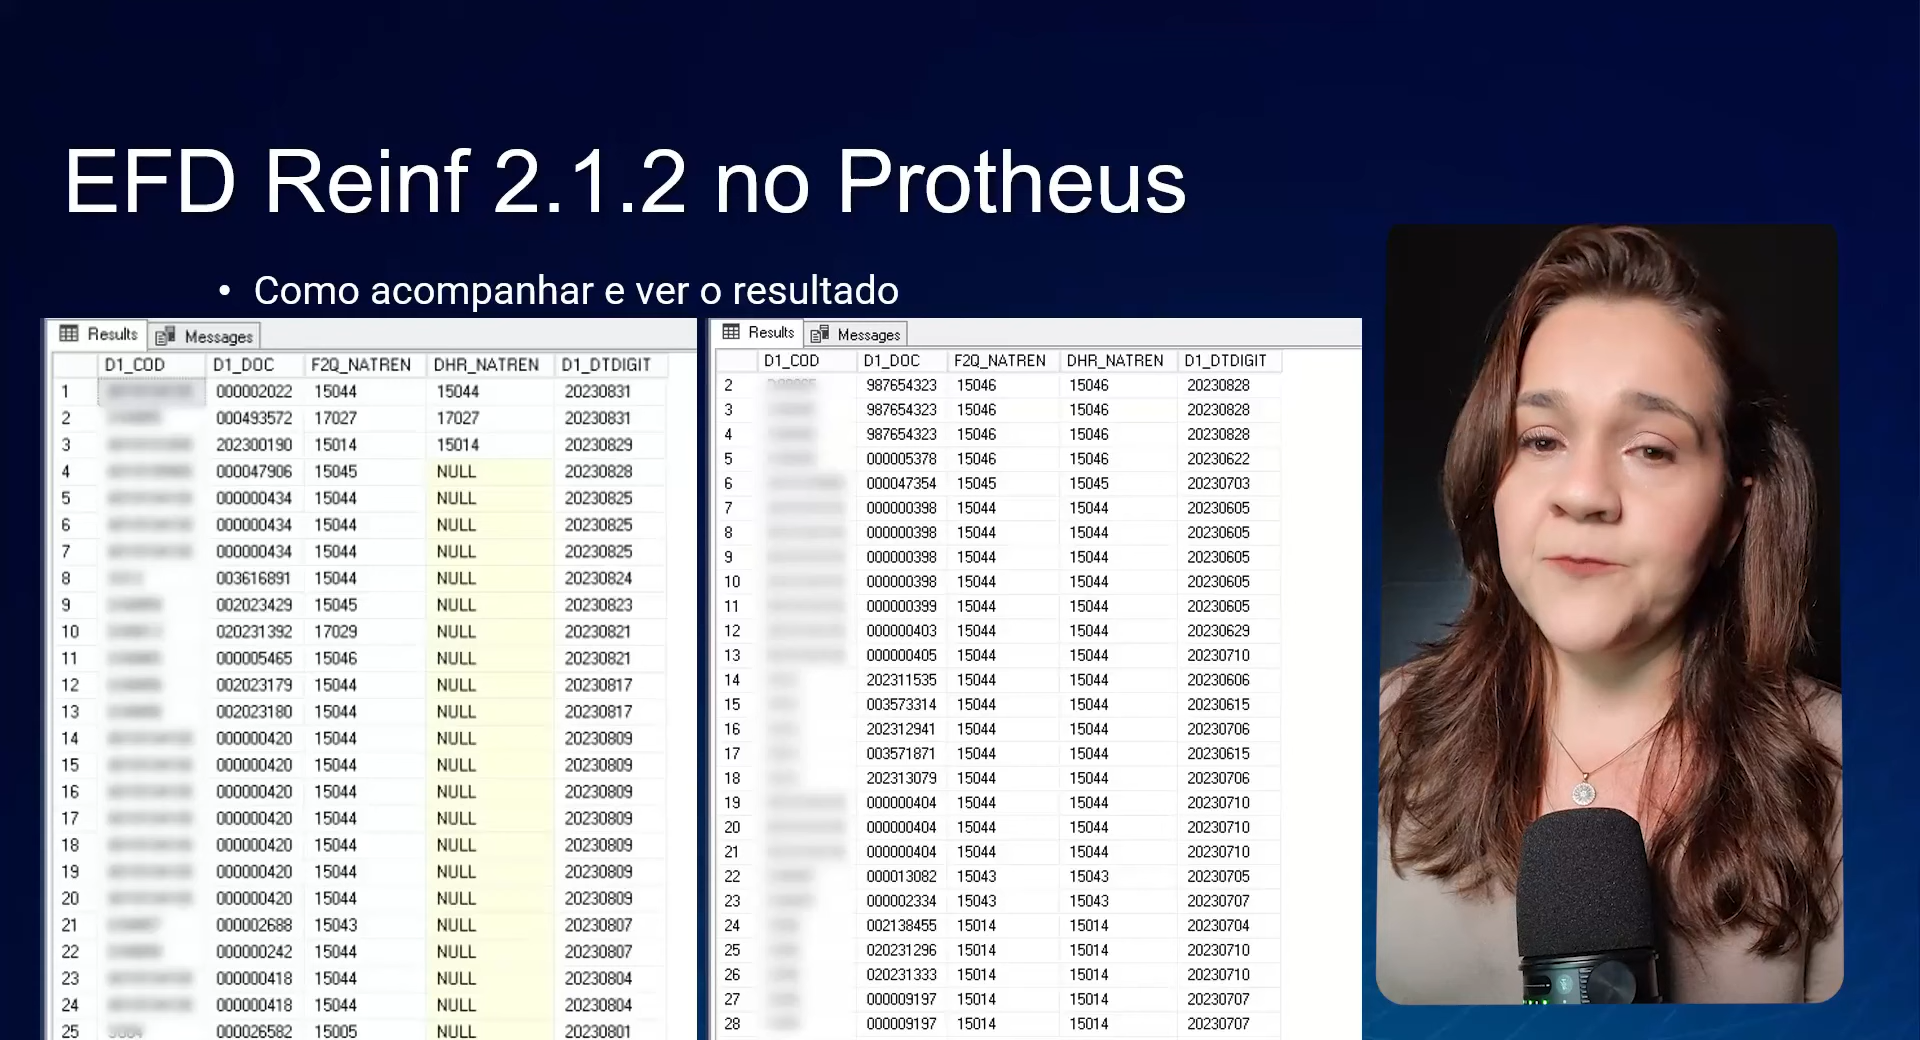 EFD Reinf 2.1.2 no Protheus
• Como acompanhar e ver o resultado
Results Messages
D1_COD D1_DOC F2Q_NATREN DHR_NATREN D1_DTDIGIT
1 000002022 15044 15044 20230831
2 000493572 17027 17027 20230831
3 202300190 15014 15014 20230829
4 000047906 15045 NULL 20230828
5 000000434 15044 NULL 20230825
6 000000434 15044 NULL 20230825
7 000000434 15044 NULL 20230825
8 003616891 15044 NULL 20230824
9 002023429 15045 NULL 20230823
10 020231392 17029 NULL 20230821
11 000005465 15046 NULL 20230821
12 002023179 15044 NULL 20230817
13 002023180 15044 NULL 20230817
14 000000420 15044 NULL 20230809
15 000000420 15044 NULL 20230809
16 000000420 15044 NULL 20230809
17 000000420 15044 NULL 20230809
18 000000420 15044 NULL 20230809
19 000000420 15044 NULL 20230809
20 000000420 15044 NULL 20230809
21 000002688 15043 NULL 20230807
22 000000242 15044 NULL 20230807
23 000000418 15044 NULL 20230804
24 000000418 15044 NULL 20230804
25 000026582 15005 NULL 20230801
Results Messages
D1_COD D1_DOC F2Q_NATREN DHR_NATREN D1_DTDIGIT
2 987654323 15046 15046 20230828
3 987654323 15046 15046 20230828
4 987654323 15046 15046 20230828
5 000005378 15046 15046 20230622
6 000047354 15045 15045 20230703
7 000000398 15044 15044 20230605
8 000000398 15044 15044 20230605
9 000000398 15044 15044 20230605
10 000000398 15044 15044 20230605
11 000000399 15044 15044 20230605
12 000000403 15044 15044 20230629
13 000000405 15044 15044 20230710
14 202311535 15044 15044 20230606
15 003573314 15044 15044 20230615
16 202312941 15044 15044 20230706
17 003571871 15044 15044 20230615
18 202313079 15044 15044 20230706
19 000000404 15044 15044 20230710
20 000000404 15044 15044 20230710
21 000000404 15044 15044 20230710
22 000013082 15043 15043 20230705
23 000002334 15043 15043 20230707
24 002138455 15014 15014 20230704
25 020231296 15014 15014 20230710
26 020231333 15014 15014 20230710
27 000009197 15014 15014 20230707
28 000009197 15014 15014 20230707